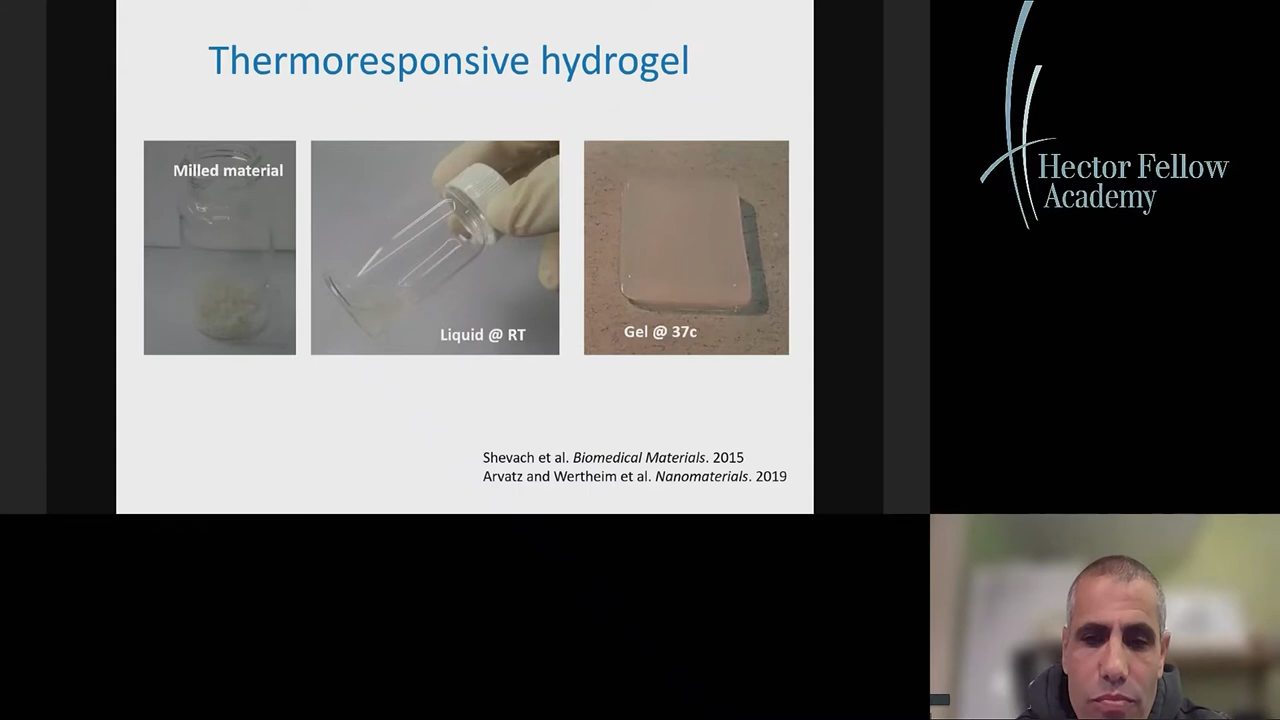 Thermoresponsive hydrogel
Milled material
Liquid @ RT
Gel @ 37c
Shevach et al. Biomedical Materials. 2015
Arvatz and Wertheim et al. Nanomaterials. 2019
Hector Fellow
Academy